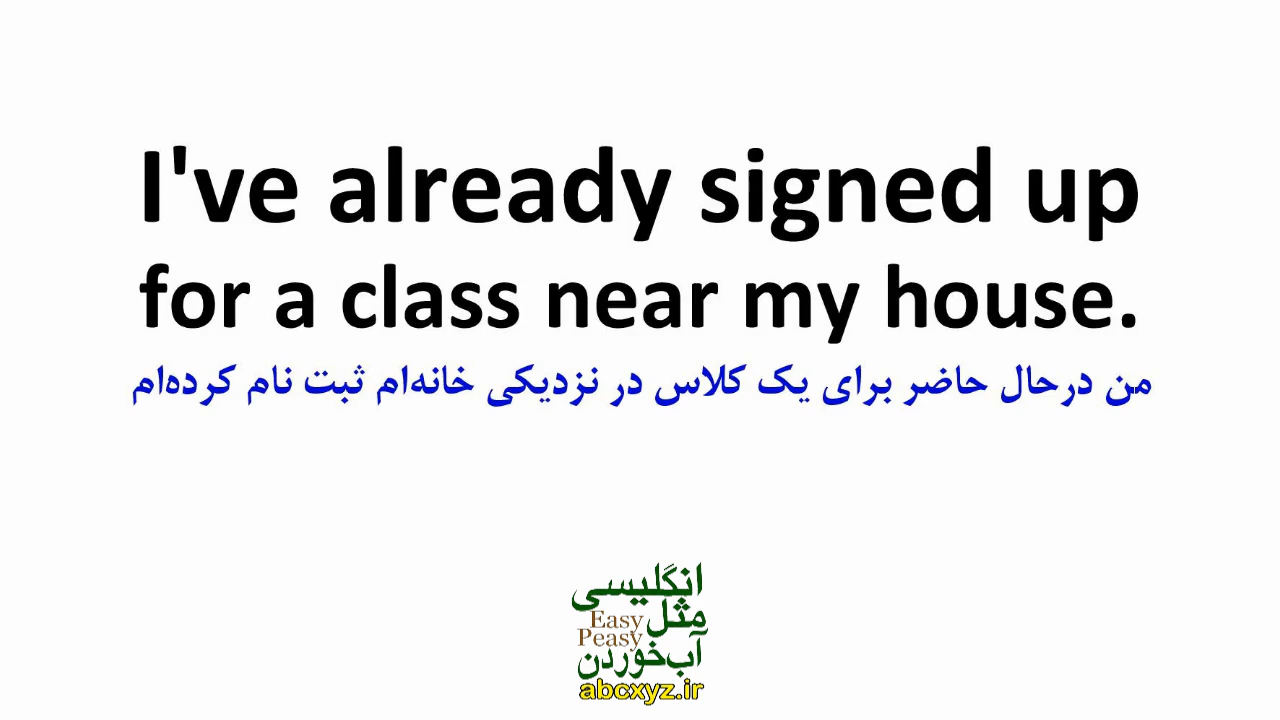 I've already signed up
for a class near my house.
من درحال حاضر برای یک کلاس در نزدیکی خانه‌ام ثبت نام کرده‌ام
انگلیسی
مثل
Easy
Peasy
آب‌خوردن
abcxyz.ir